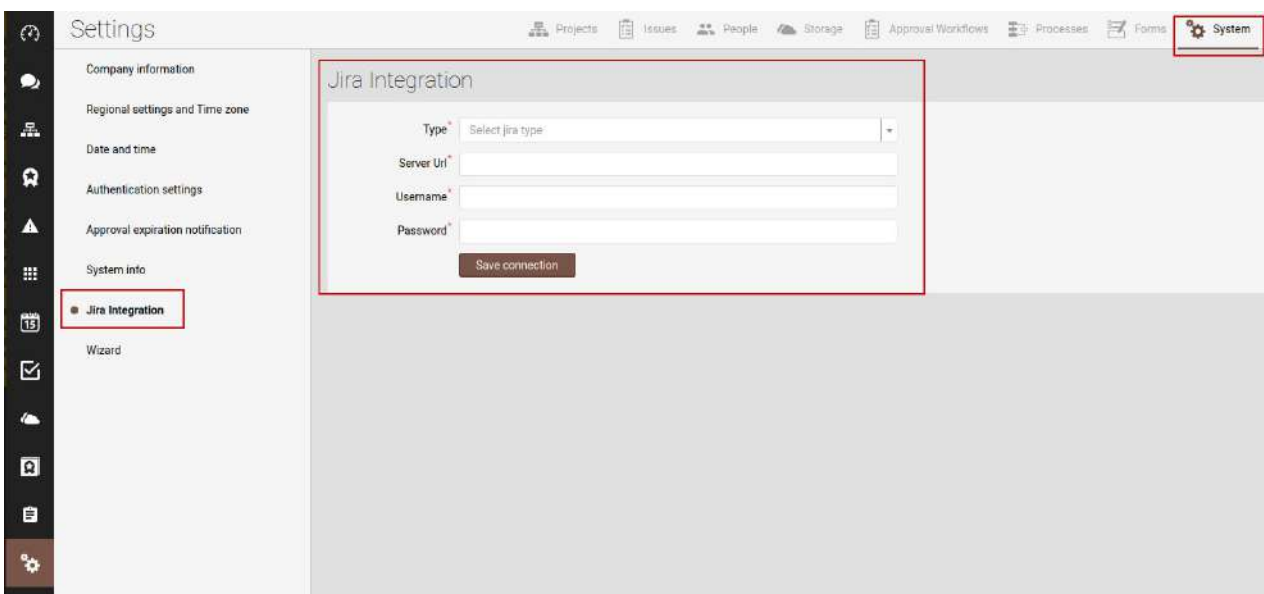 Settings
Projects Issues People Storage Approval Workflows Processes Forms System
Company information
Regional settings and Time zone
Date and time
Authentication settings
Approval expiration notification
System info
Jira Integration
Wizard
15
Jira Integration
Type* Select jira type
Server Url*
Username*
Password*
Save connection